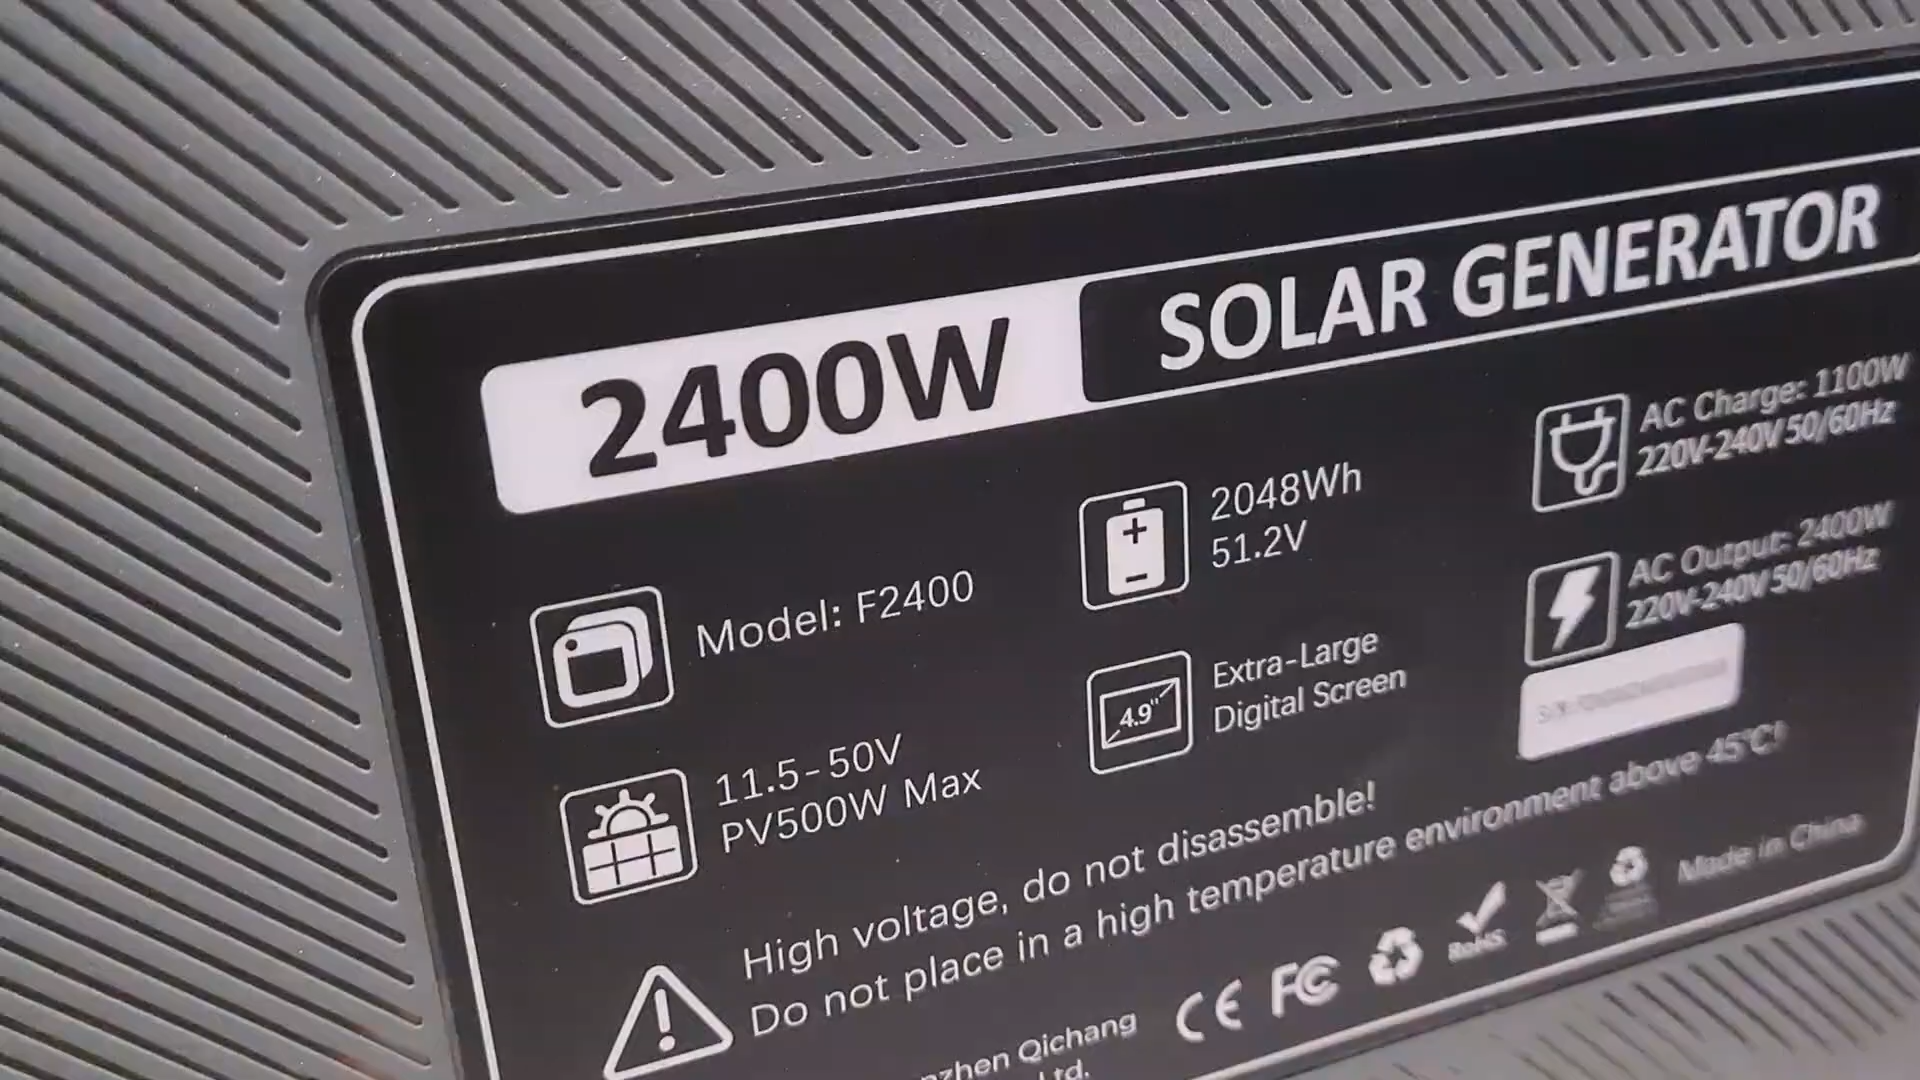 2400W SOLAR GENERATOR
Model: F2400
2048Wh
51.2V
AC Charge: 1100W
220V-240V 50/60Hz
11.5-50V
PV500W Max
4.9"
Extra-Large
Digital Screen
AC Output: 2400W
220V-240V 50/60Hz
High voltage, do not disassemble!
Do not place in a high temperature environment above 45°C!
nzhen Qichang
Ltd.
CE FC RoHS
Made in China